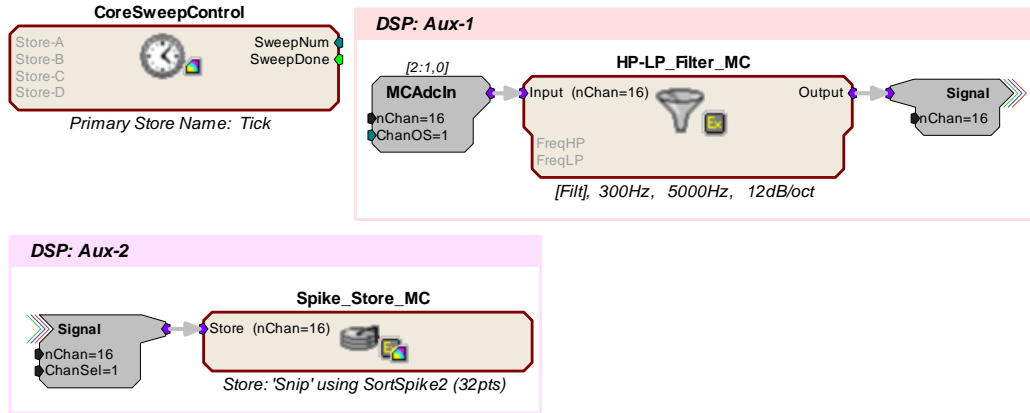 CoreSweepControl
Store-A
Store-B
Store-C
Store-D
SweepNum
SweepDone
Primary Store Name: Tick
DSP: Aux-1
[2:1,0]
MCAdcIn
nChan=16
ChanOS=1
HP-LP_Filter_MC
Input (nChan=16)
Output
Ex
FreqHP
FreqLP
[Filt], 300Hz, 5000Hz, 12dB/oct
Signal
nChan=16
DSP: Aux-2
Signal
nChan=16
ChanSel=1
Spike_Store_MC
Store (nChan=16)
Store: 'Snip' using SortSpike2 (32pts)